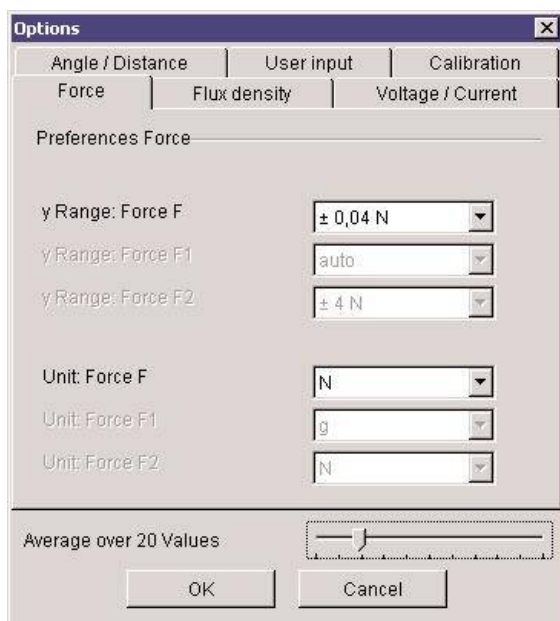 Options
Angle / Distance User input Calibration
Force Flux density Voltage / Current
Preferences Force
y Range: Force F ± 0,04 N
y Range: Force F1 auto
y Range: Force F2 ± 4 N
Unit: Force F N
Unit: Force F1 g
Unit: Force F2 N
Average over 20 Values
OK Cancel